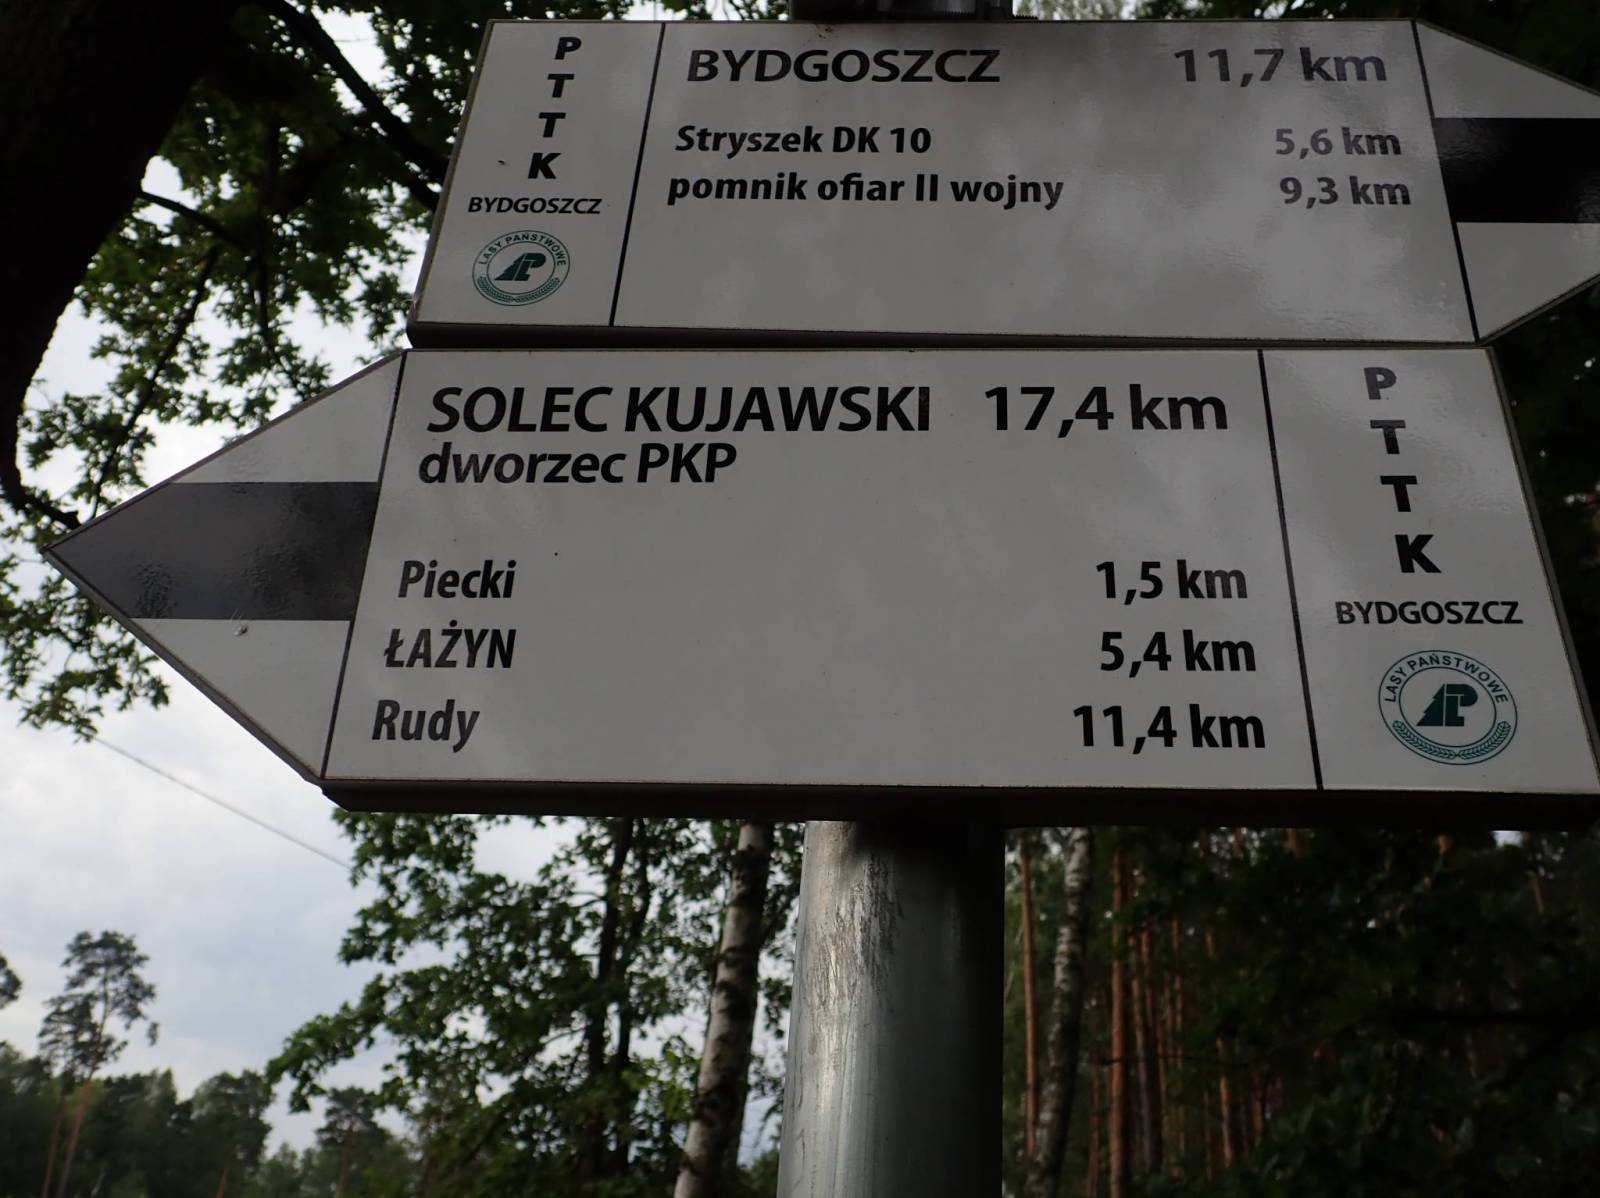 P
T
T
K
BYDGOSZCZ
LASY PAŃSTWOWE
BYDGOSZCZ 11,7 km
Stryszek DK 10 5,6 km
pomnik ofiar II wojny 9,3 km
SOLEC KUJAWSKI 17,4 km
dworzec PKP
Piecki 1,5 km
ŁAŻYN 5,4 km
Rudy 11,4 km
P
T
T
K
BYDGOSZCZ
LASY PAŃSTWOWE
LP